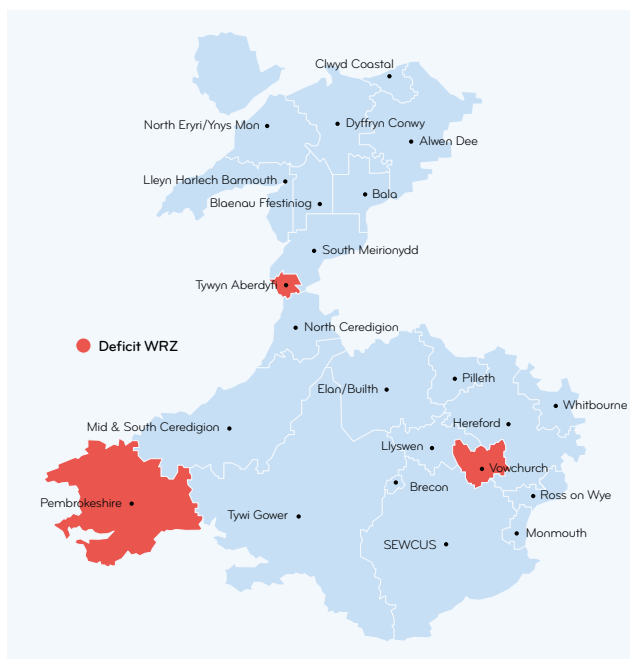 Clwyd Coastal
North Eryri/Ynys Mon
Dyffryn Conwy
Alwen Dee
Lleyn Harlech Barmouth
Bala
Blaenau Ffestiniog
South Meirionydd
Tywyn Aberdyfi
North Ceredigion
Deficit WRZ
Pilleth
Elan/Builth
Whitbourne
Hereford
Mid & South Ceredigion
Llyswen
Vowchurch
Brecon
Ross on Wye
Pembrokeshire
Tywi Gower
Monmouth
SEWCUS